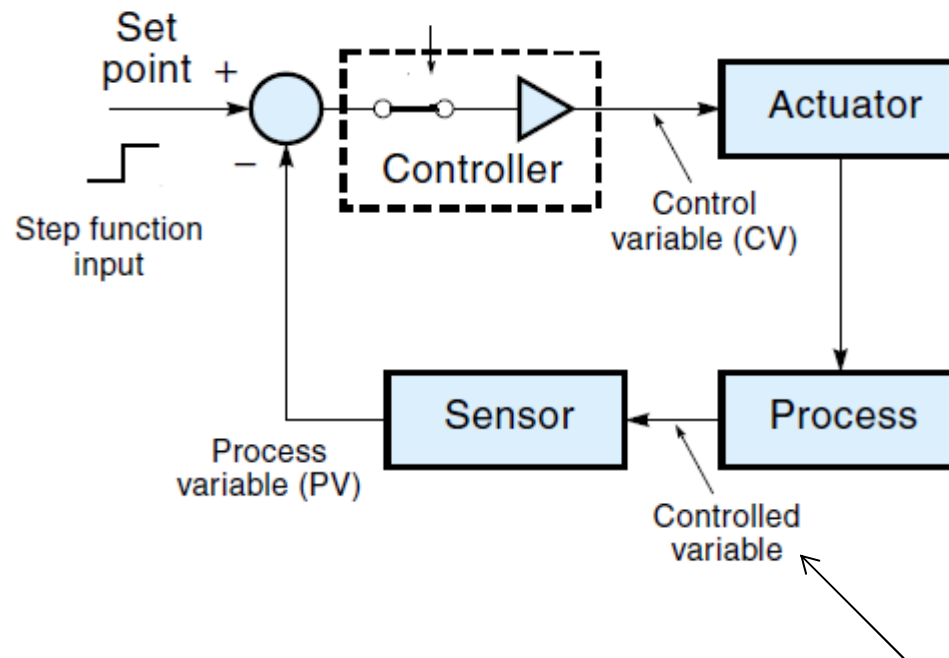 Set
point +
−
Step function
input
Controller
Control
variable (CV)
Actuator
Process
Sensor
Process
variable (PV)
Controlled
variable